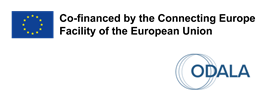 Co-financed by the Connecting Europe
Facility of the European Union
ODALA